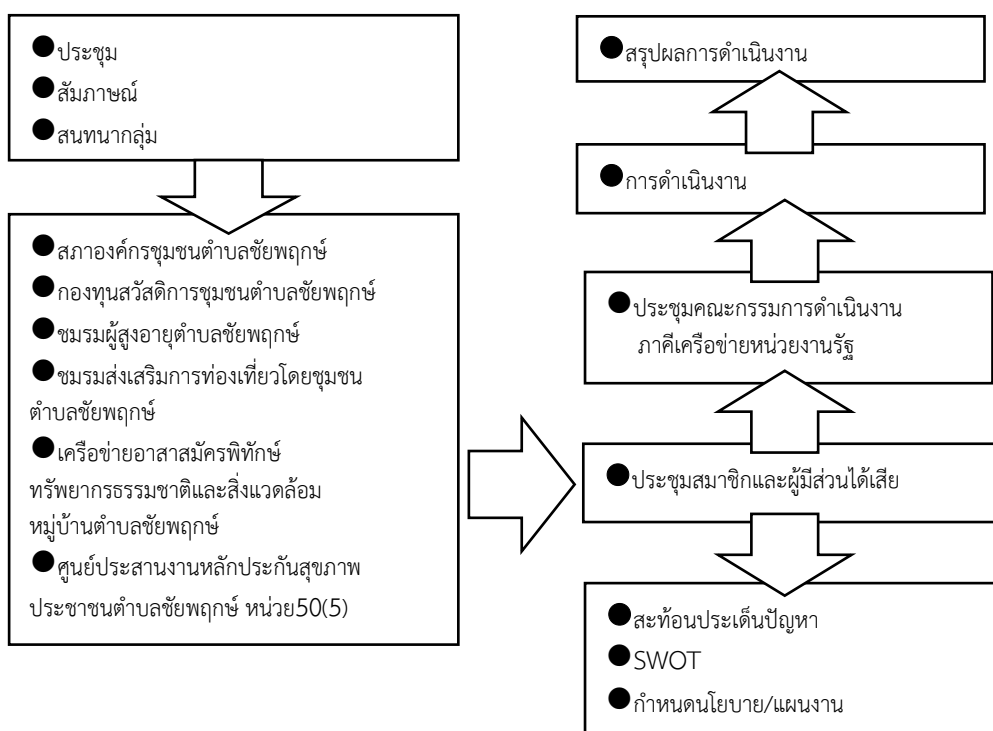 ●ประชุม
●สัมภาษณ์
●สนทนากลุ่ม
●สภาองค์กรชุมชนตำบลชัยพฤกษ์
●กองทุนสวัสดิการชุมชนตำบลชัยพฤกษ์
●ชมรมผู้สูงอายุตำบลชัยพฤกษ์
●ชมรมส่งเสริมการท่องเที่ยวโดยชุมชน
ตำบลชัยพฤกษ์
●เครือข่ายอาสาสมัครพิทักษ์
ทรัพยากรธรรมชาติและสิ่งแวดล้อม
หมู่บ้านตำบลชัยพฤกษ์
●ศูนย์ประสานงานหลักประกันสุขภาพ
ประชาชนตำบลชัยพฤกษ์ หน่วย50(5)
●สรุปผลการดำเนินงาน
●การดำเนินงาน
●ประชุมคณะกรรมการดำเนินงาน
ภาคีเครือข่ายหน่วยงานรัฐ
●ประชุมสมาชิกและผู้มีส่วนได้เสีย
●สะท้อนประเด็นปัญหา
●SWOT
●กำหนดนโยบาย/แผนงาน